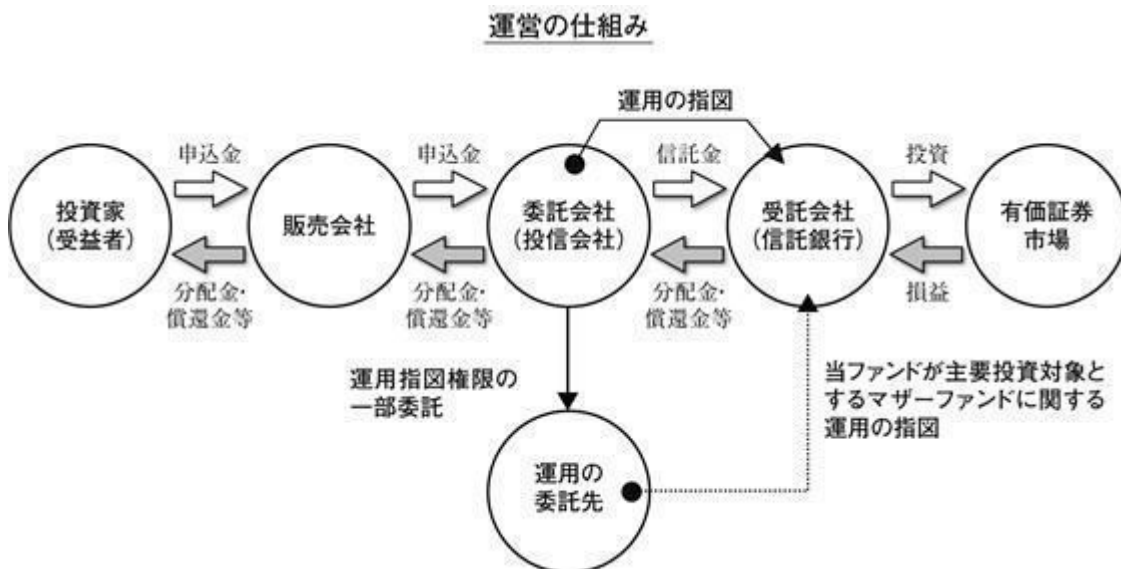 運営の仕組み
運用の指図
申込金
申込金
信託金
投資
投資家
（受益者）
販売会社
委託会社
（投信会社）
受託会社
（信託銀行）
有価証券
市場
分配金・
償還金等
分配金・
償還金等
分配金・
償還金等
損益
運用指図権限の
一部委託
当ファンドが主要投資対象と
するマザーファンドに関する
運用の指図
運用の
委託先